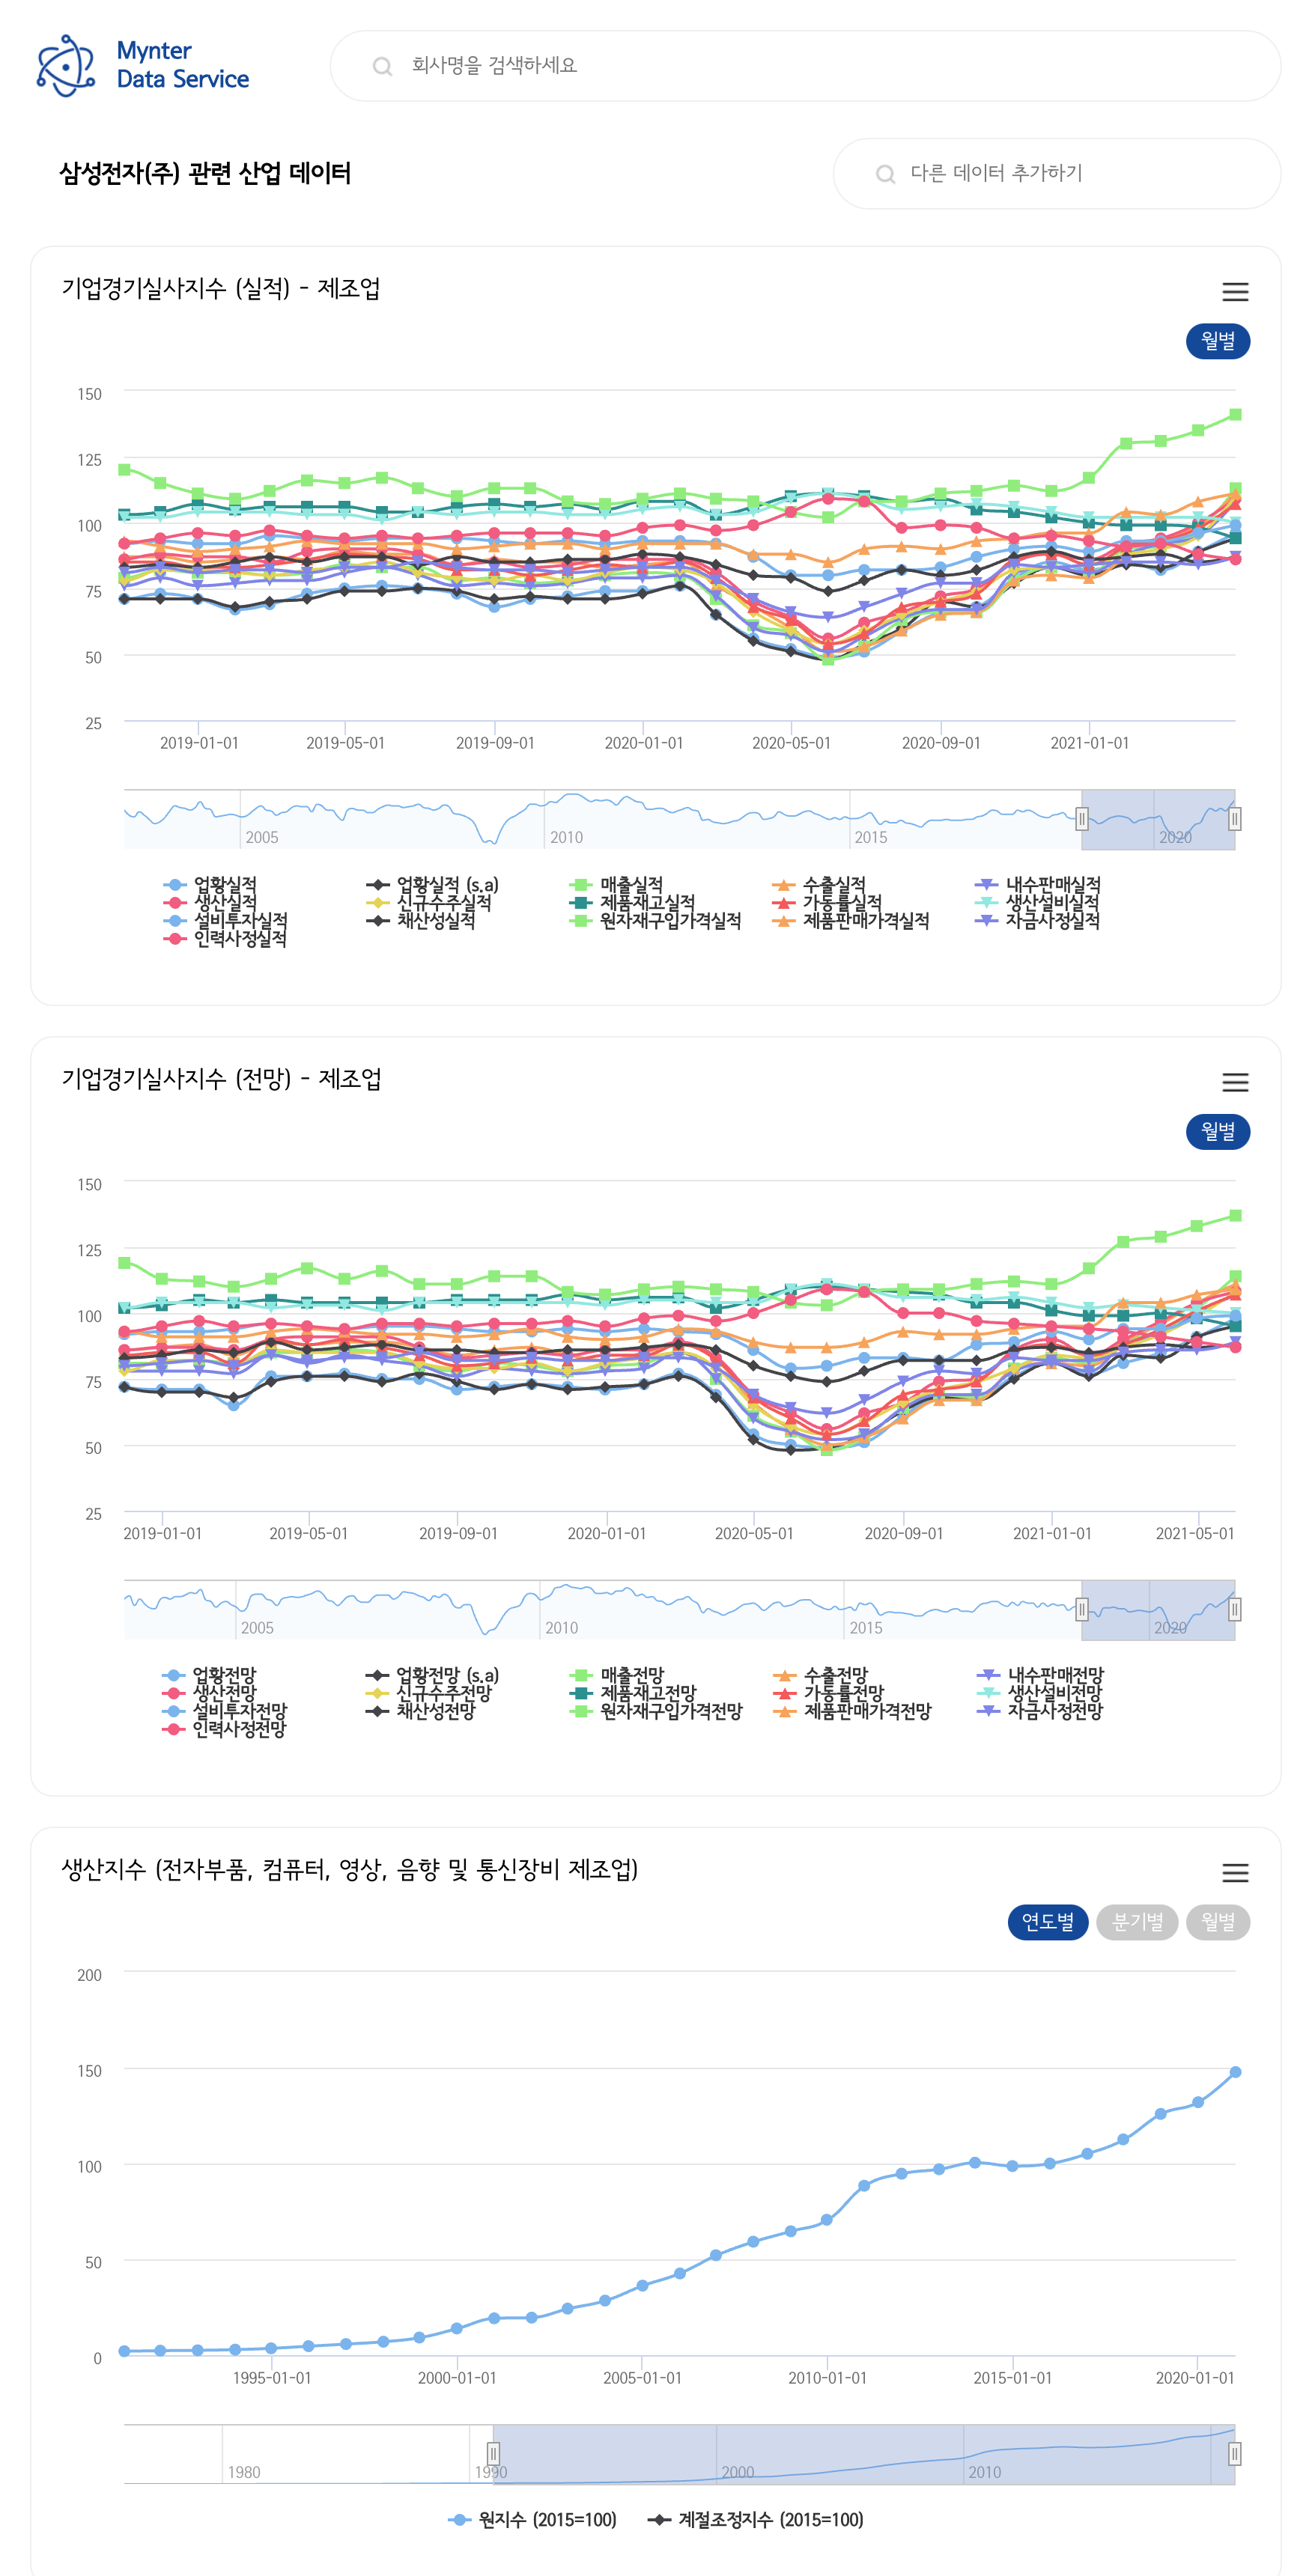 Mynter
Data Service
회사명을 검색하세요
삼성전자(주) 관련 산업 데이터
다른 데이터 추가하기
기업경기실사지수 (실적) - 제조업
월별
150
125
100
75
50
25
2019-01-01 2019-05-01 2019-09-01 2020-01-01 2020-05-01 2020-09-01 2021-01-01
2005 2010 2015 2020
업황실적 업황실적 (s.a) 매출실적 수출실적 내수판매실적
생산실적 신규수주실적 제품재고실적 가동률실적 생산설비실적
설비투자실적 채산성실적 원자재구입가격실적 제품판매가격실적 자금사정실적
인력사정실적
기업경기실사지수 (전망) - 제조업
월별
150
125
100
75
50
25
2019-01-01 2019-05-01 2019-09-01 2020-01-01 2020-05-01 2020-09-01 2021-01-01 2021-05-01
2005 2010 2015 2020
업황전망 업황전망 (s.a) 매출전망 수출전망 내수판매전망
생산전망 신규수주전망 제품재고전망 가동률전망 생산설비전망
설비투자전망 채산성전망 원자재구입가격전망 제품판매가격전망 자금사정전망
인력사정전망
생산지수 (전자부품, 컴퓨터, 영상, 음향 및 통신장비 제조업)
연도별 분기별 월별
200
150
100
50
0
1995-01-01 2000-01-01 2005-01-01 2010-01-01 2015-01-01 2020-01-01
1980 1990 2000 2010
원지수 (2015=100) 계절조정지수 (2015=100)